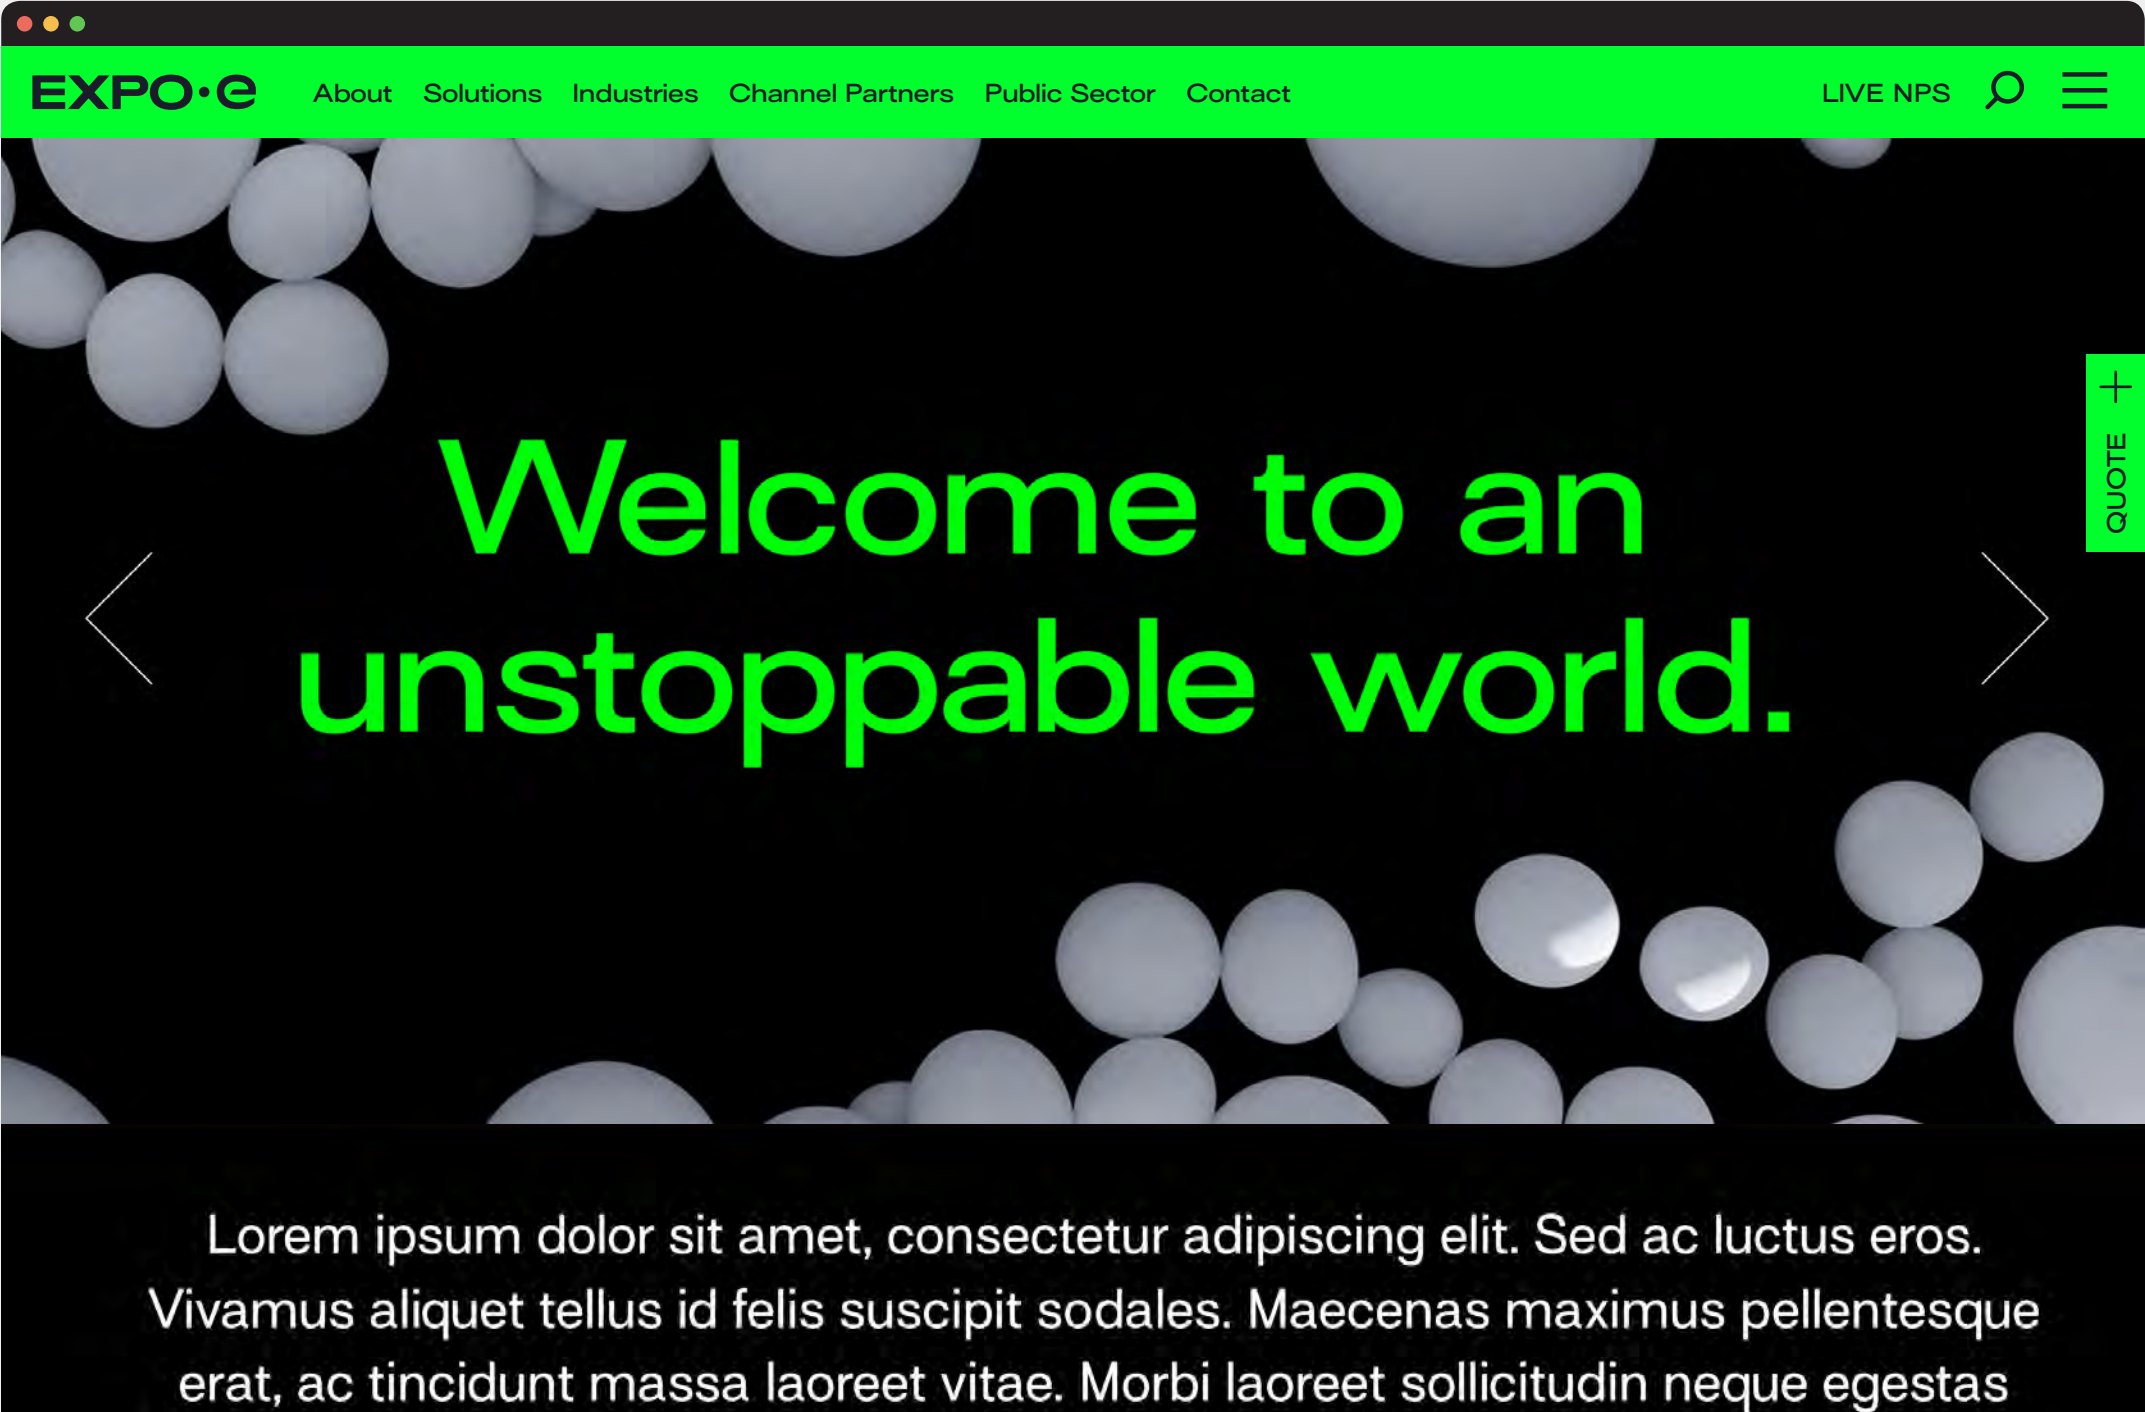 EXPO•e About Solutions Industries Channel Partners Public Sector Contact LIVE NPS
QUOTE
Welcome to an
unstoppable world.
Lorem ipsum dolor sit amet, consectetur adipiscing elit. Sed ac luctus eros.
Vivamus aliquet tellus id felis suscipit sodales. Maecenas maximus pellentesque
erat, ac tincidunt massa laoreet vitae. Morbi laoreet sollicitudin neque egestas